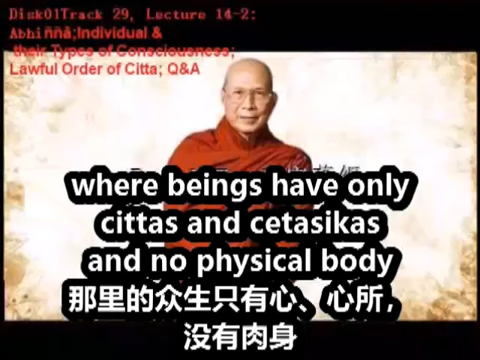 Disk01Track 29, Lecture 14-2:
Abhiññā;Individual &
their Types of Consciousness;
Lawful Order of Citta; Q&A
where beings have only
cittas and cetasikas
and no physical body
那里的众生只有心、心所，
没有肉身